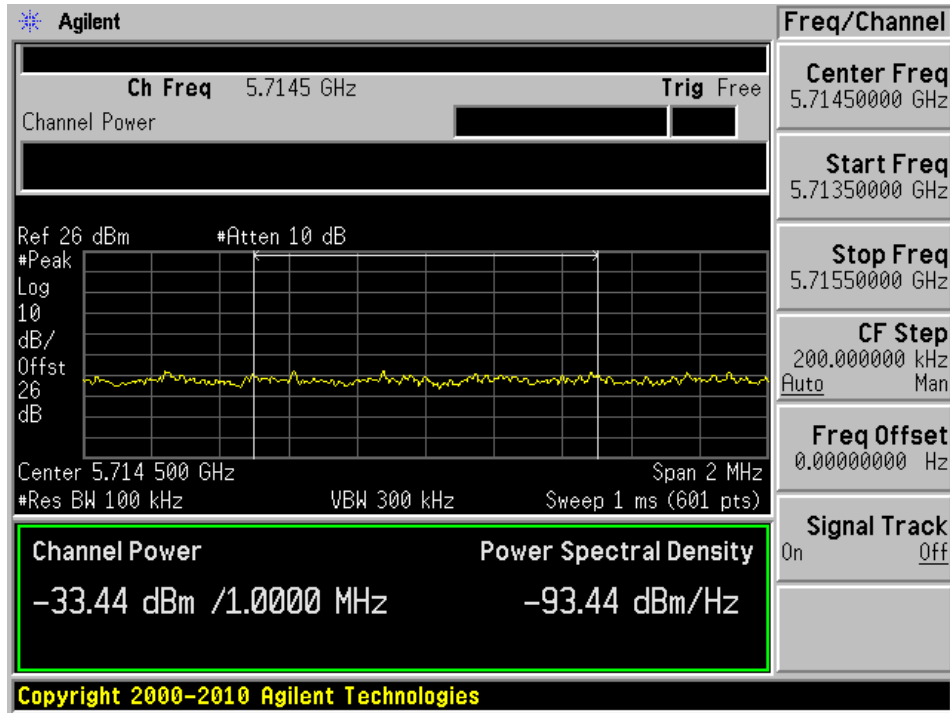 Agilent
Freq/Channel
Ch Freq 5.7145 GHz Trig Free
Channel Power
Center Freq
5.71450000 GHz
Start Freq
5.71350000 GHz
Stop Freq
5.71550000 GHz
CF Step
200.000000 kHz
Auto Man
Freq Offset
0.00000000 Hz
Signal Track
On Off
Ref 26 dBm #Atten 10 dB
#Peak
Log
10
dB/
Offst
26
dB
Center 5.714 500 GHz Span 2 MHz
#Res BW 100 kHz VBW 300 kHz Sweep 1 ms (601 pts)
Channel Power Power Spectral Density
-33.44 dBm /1.0000 MHz -93.44 dBm/Hz
Copyright 2000-2010 Agilent Technologies